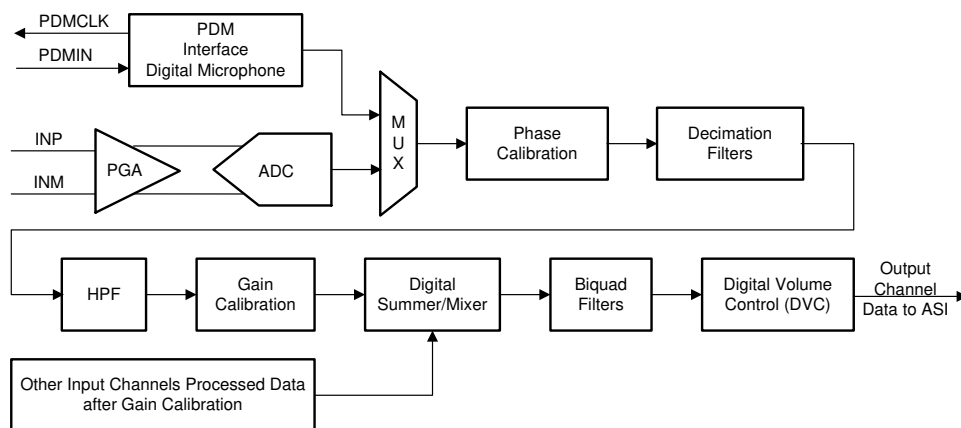 PDMCLK
PDMIN
PDM
Interface
Digital Microphone
INP
INM
PGA
ADC
M
U
X
Phase
Calibration
Decimation
Filters
HPF
Gain
Calibration
Digital
Summer/Mixer
Biquad
Filters
Digital Volume
Control (DVC)
Output
Channel
Data to ASI
Other Input Channels Processed Data
after Gain Calibration